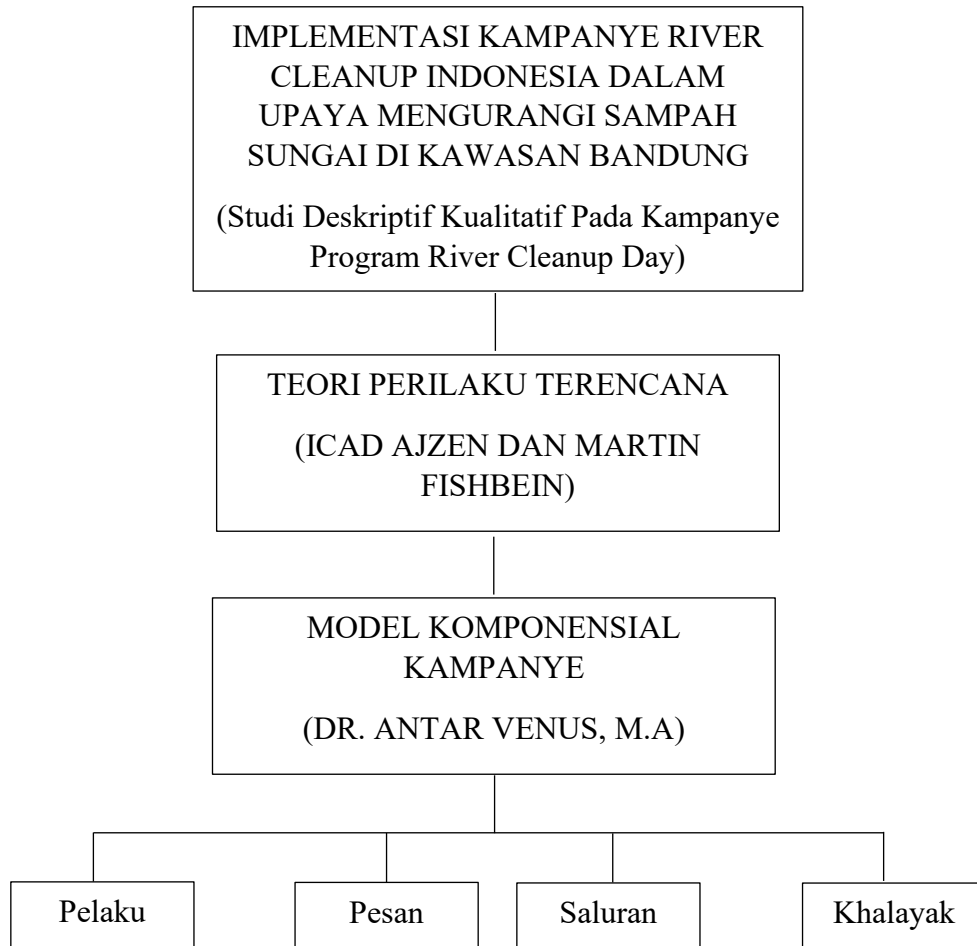 IMPLEMENTASI KAMPANYE RIVER
CLEANUP INDONESIA DALAM
UPAYA MENGURANGI SAMPAH
SUNGAI DI KAWASAN BANDUNG
(Studi Deskriptif Kualitatif Pada Kampanye
Program River Cleanup Day)
TEORI PERILAKU TERENCANA
(ICAD AJZEN DAN MARTIN
FISHBEIN)
MODEL KOMPONENSIAL
KAMPANYE
(DR. ANTAR VENUS, M.A)
Pelaku
Pesan
Saluran
Khalayak